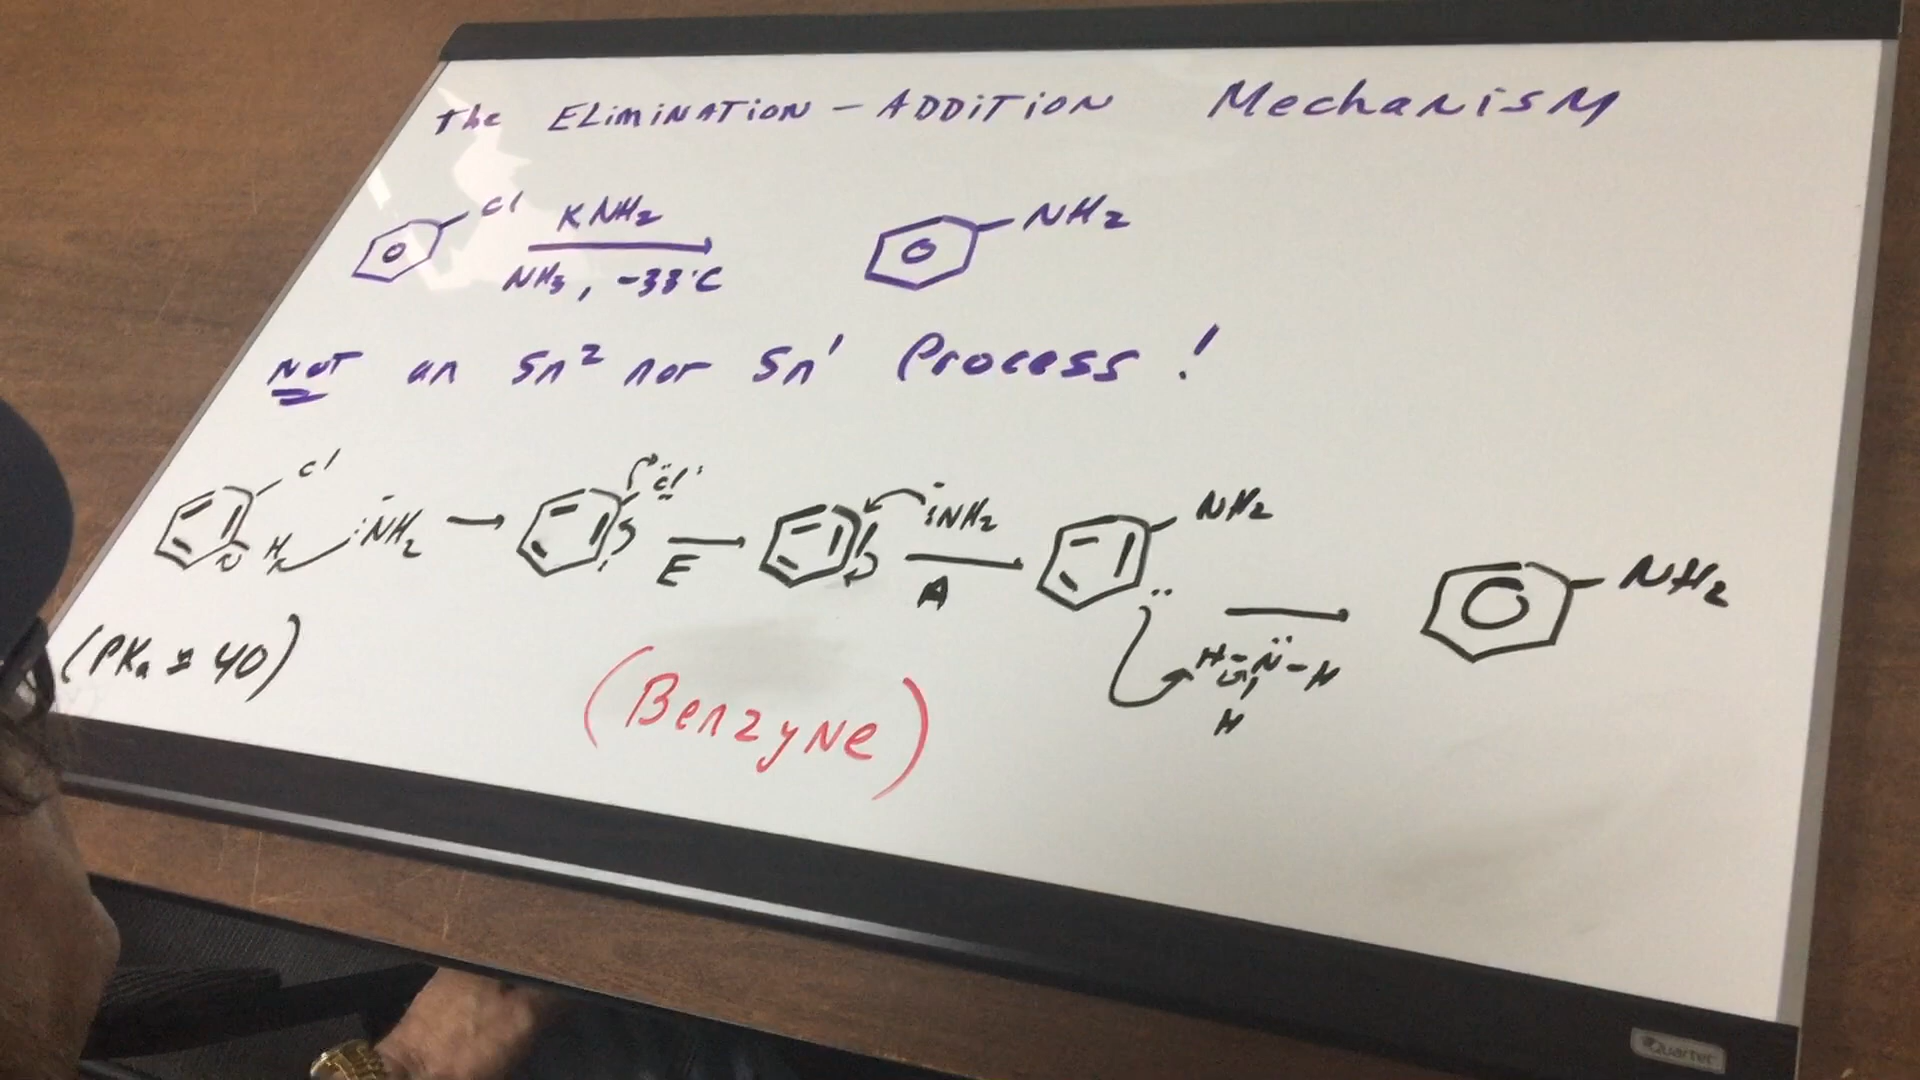 The Elimination - Addition Mechanism
Cl KNH2 NH2
NH3, -33°C
NOT an Sn2 nor Sn1 Process!
Cl H :NH2 Cl :NH2 NH2 NH2
E A
H-N-H
H
(PKa ≅ 40)
(Benzyne)
Quartet